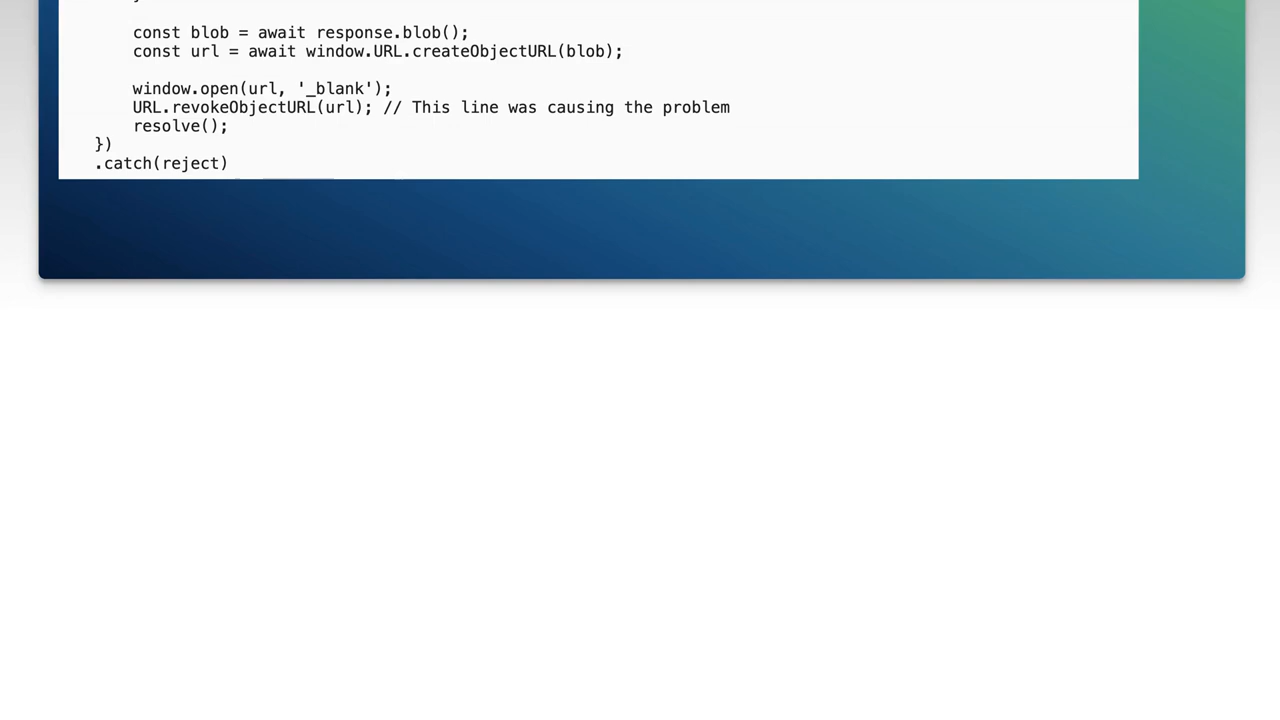 const blob = await response.blob();
const url = await window.URL.createObjectURL(blob);
window.open(url, '_blank');
URL.revokeObjectURL(url); // This line was causing the problem
resolve();
})
.catch(reject)